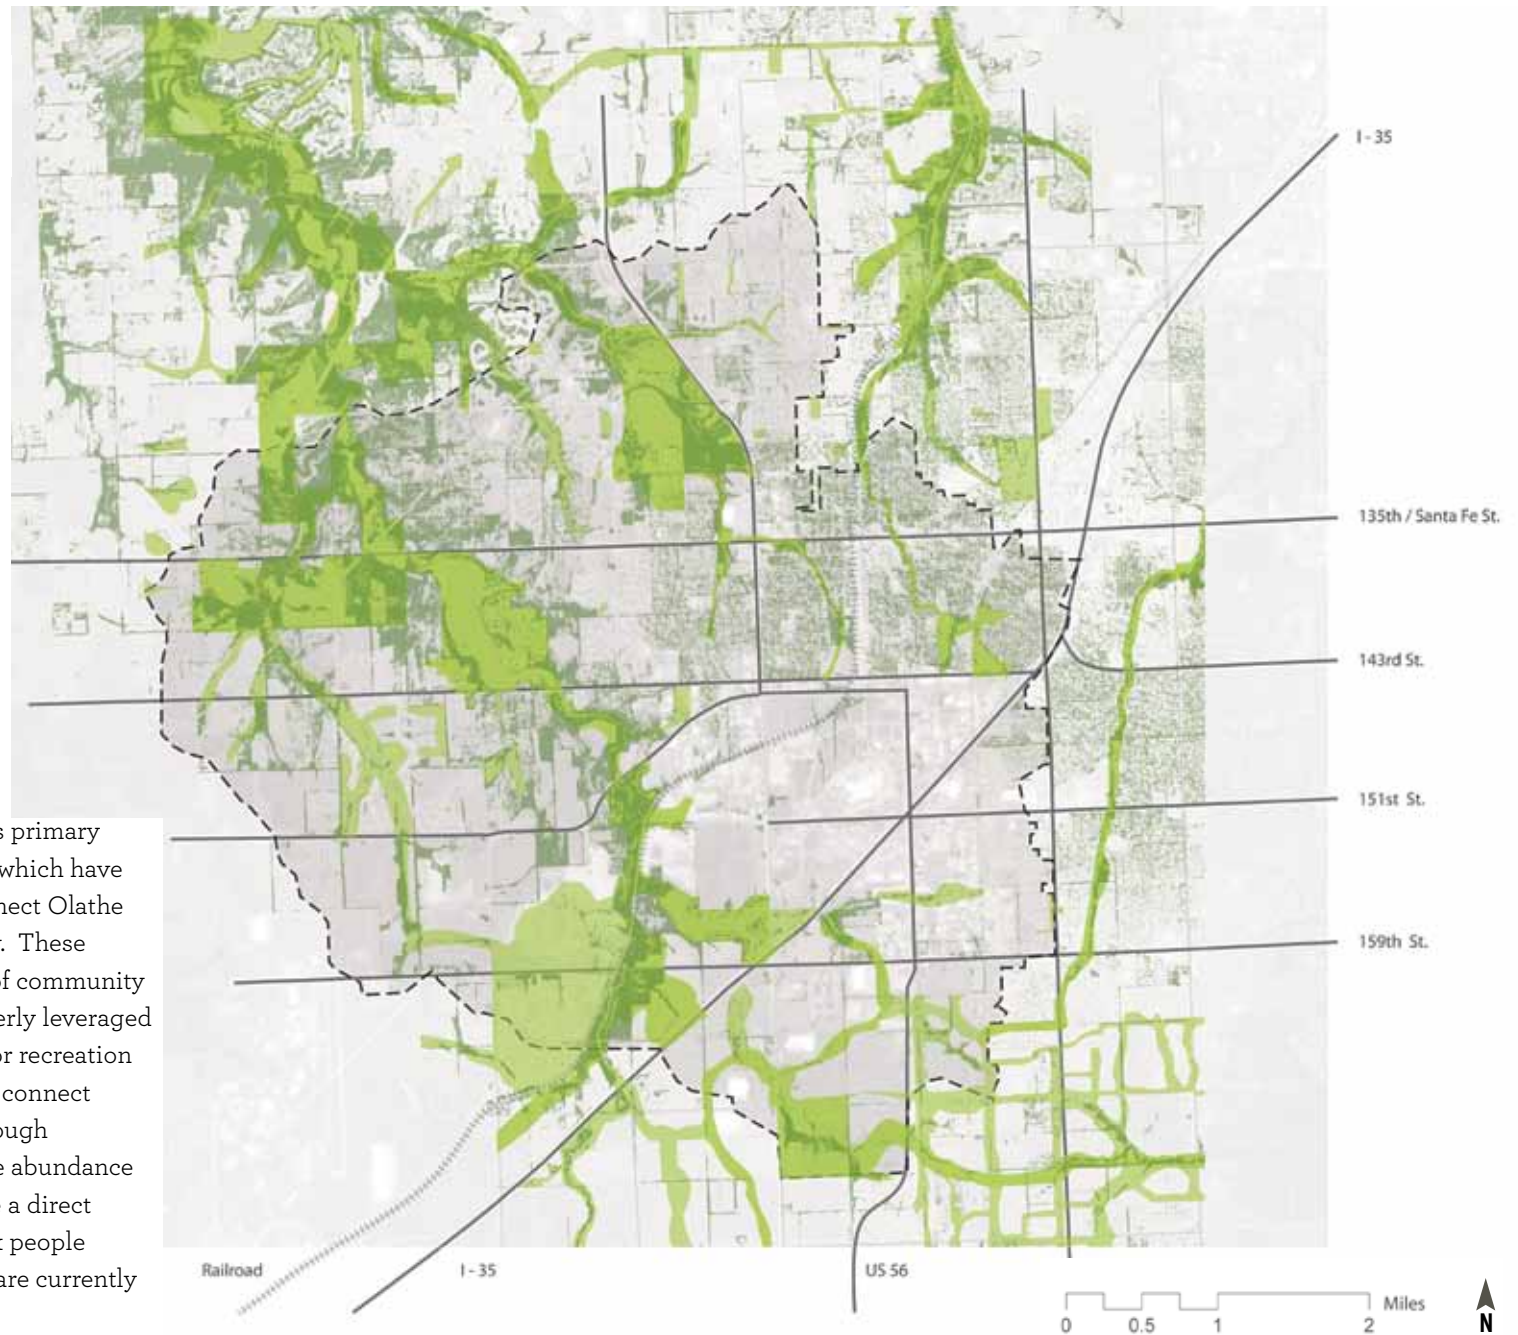 I - 35
135th / Santa Fe St.
143rd St.
151st St.
159th St.
s primary
which have
nect Olathe
These
of community
erly leveraged
or recreation
connect
ough
e abundance
a direct
people
are currently
Railroad
I - 35
US 56
Miles
0 0.5 1 2
N